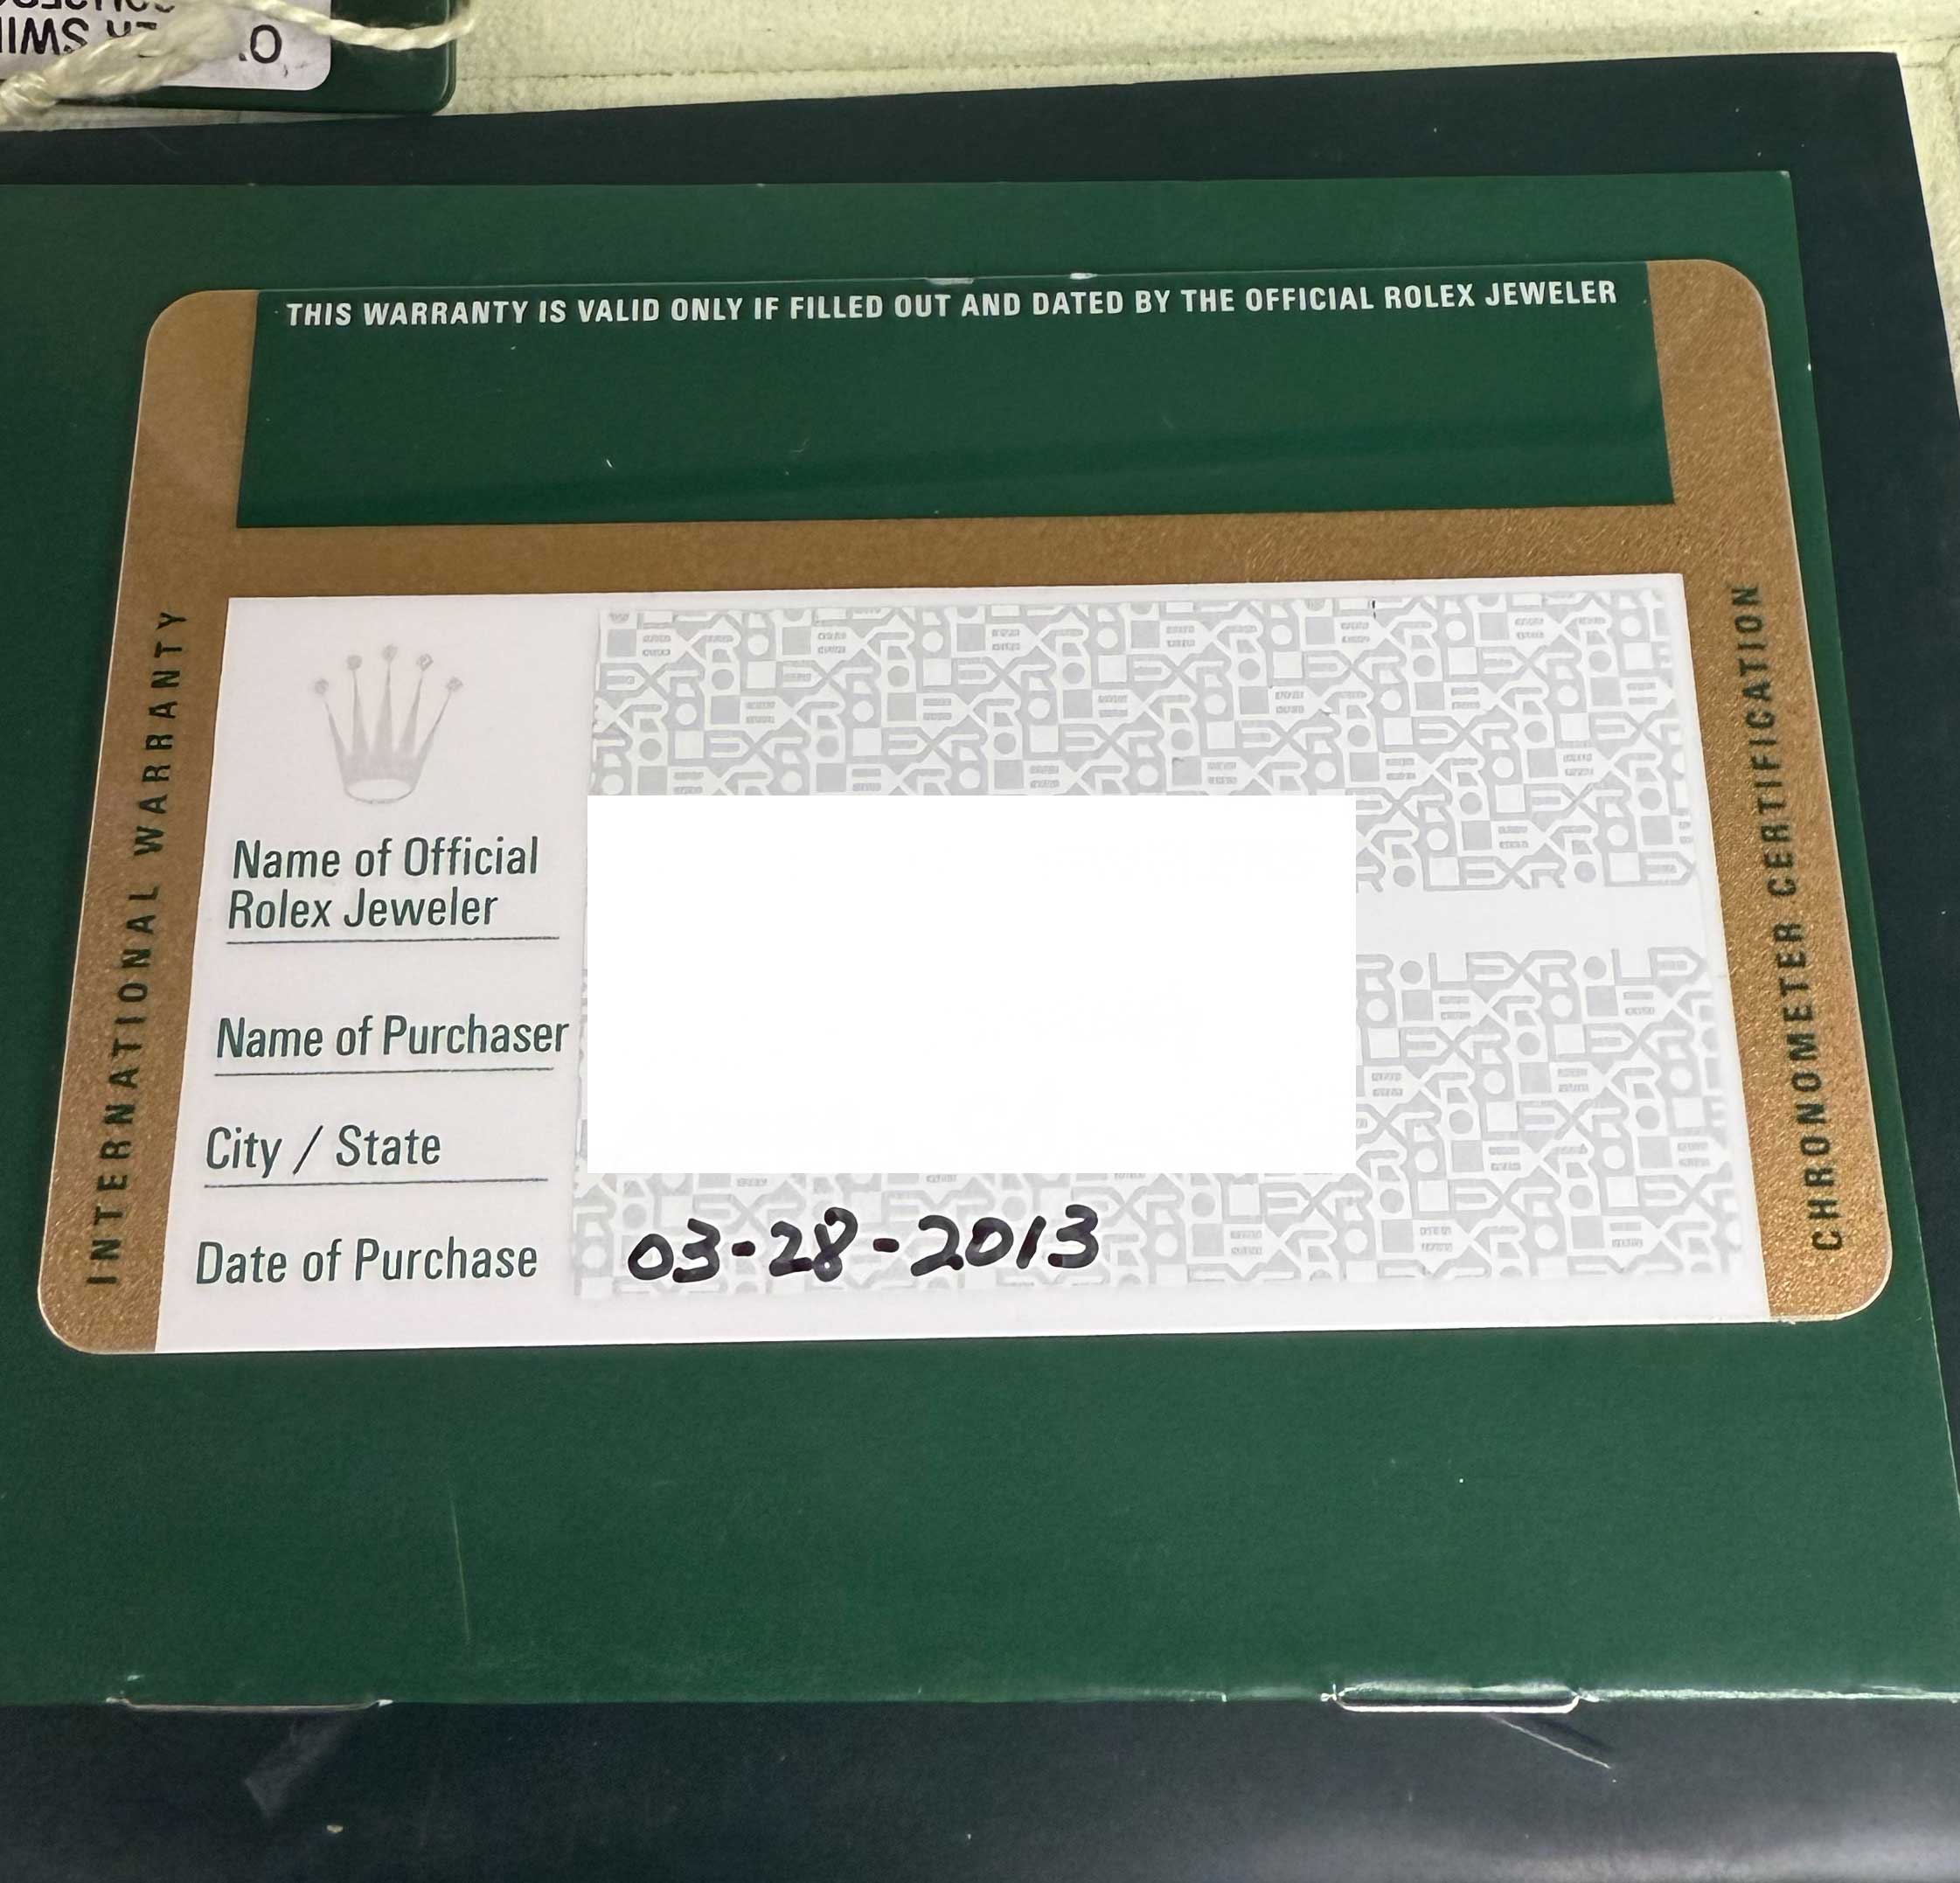 THIS WARRANTY IS VALID ONLY IF FILLED OUT AND DATED BY THE OFFICIAL ROLEX JEWELER
INTERNATIONAL WARRANTY
Name of Official
Rolex Jeweler
Name of Purchaser
City / State
Date of Purchase 03-28-2013
CHRONOMETER CERTIFICATION